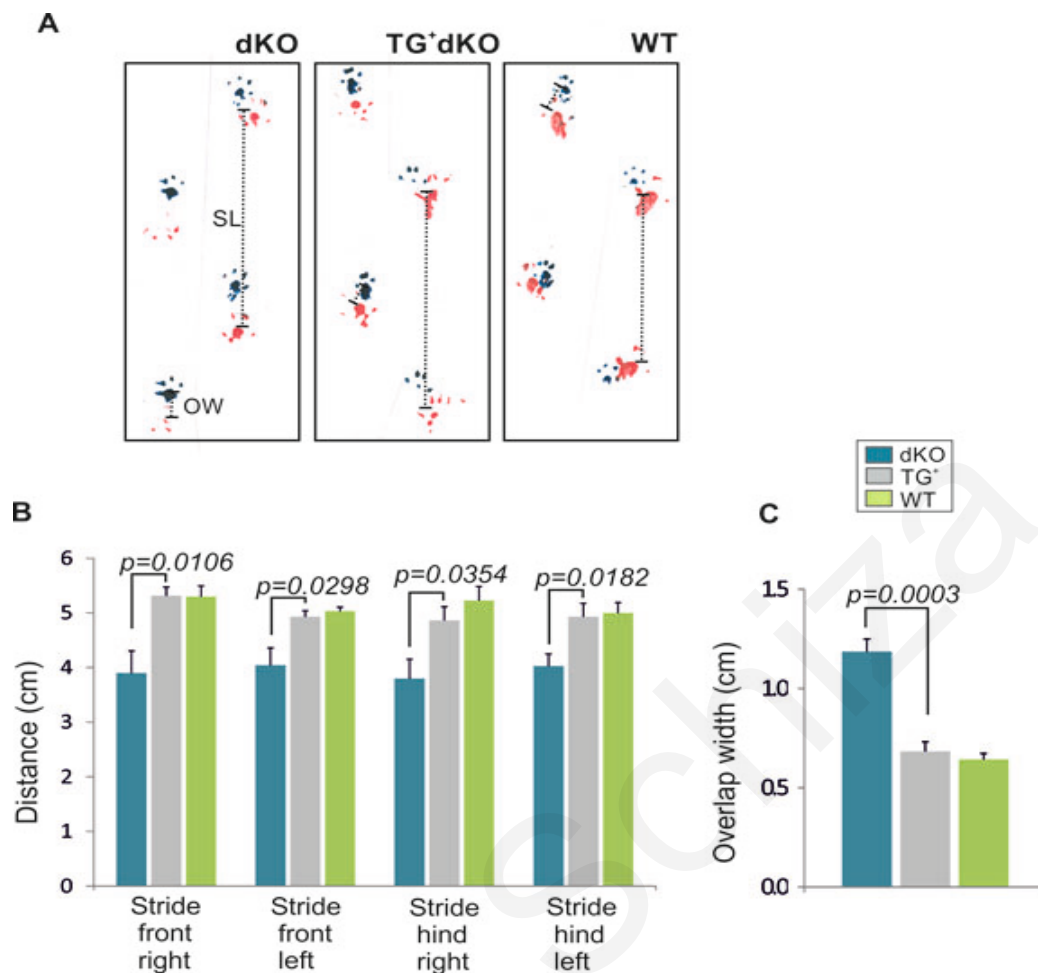 A
dKO TG⁺dKO WT
SL
OW
dKO
TG⁺
WT
B
p=0.0106 p=0.0298 p=0.0354 p=0.0182
Distance (cm)
6
5
4
3
2
1
0
Stride front right
Stride front left
Stride hind right
Stride hind left
C
p=0.0003
Overlap width (cm)
1.5
1.0
0.5
0.0
Schiza